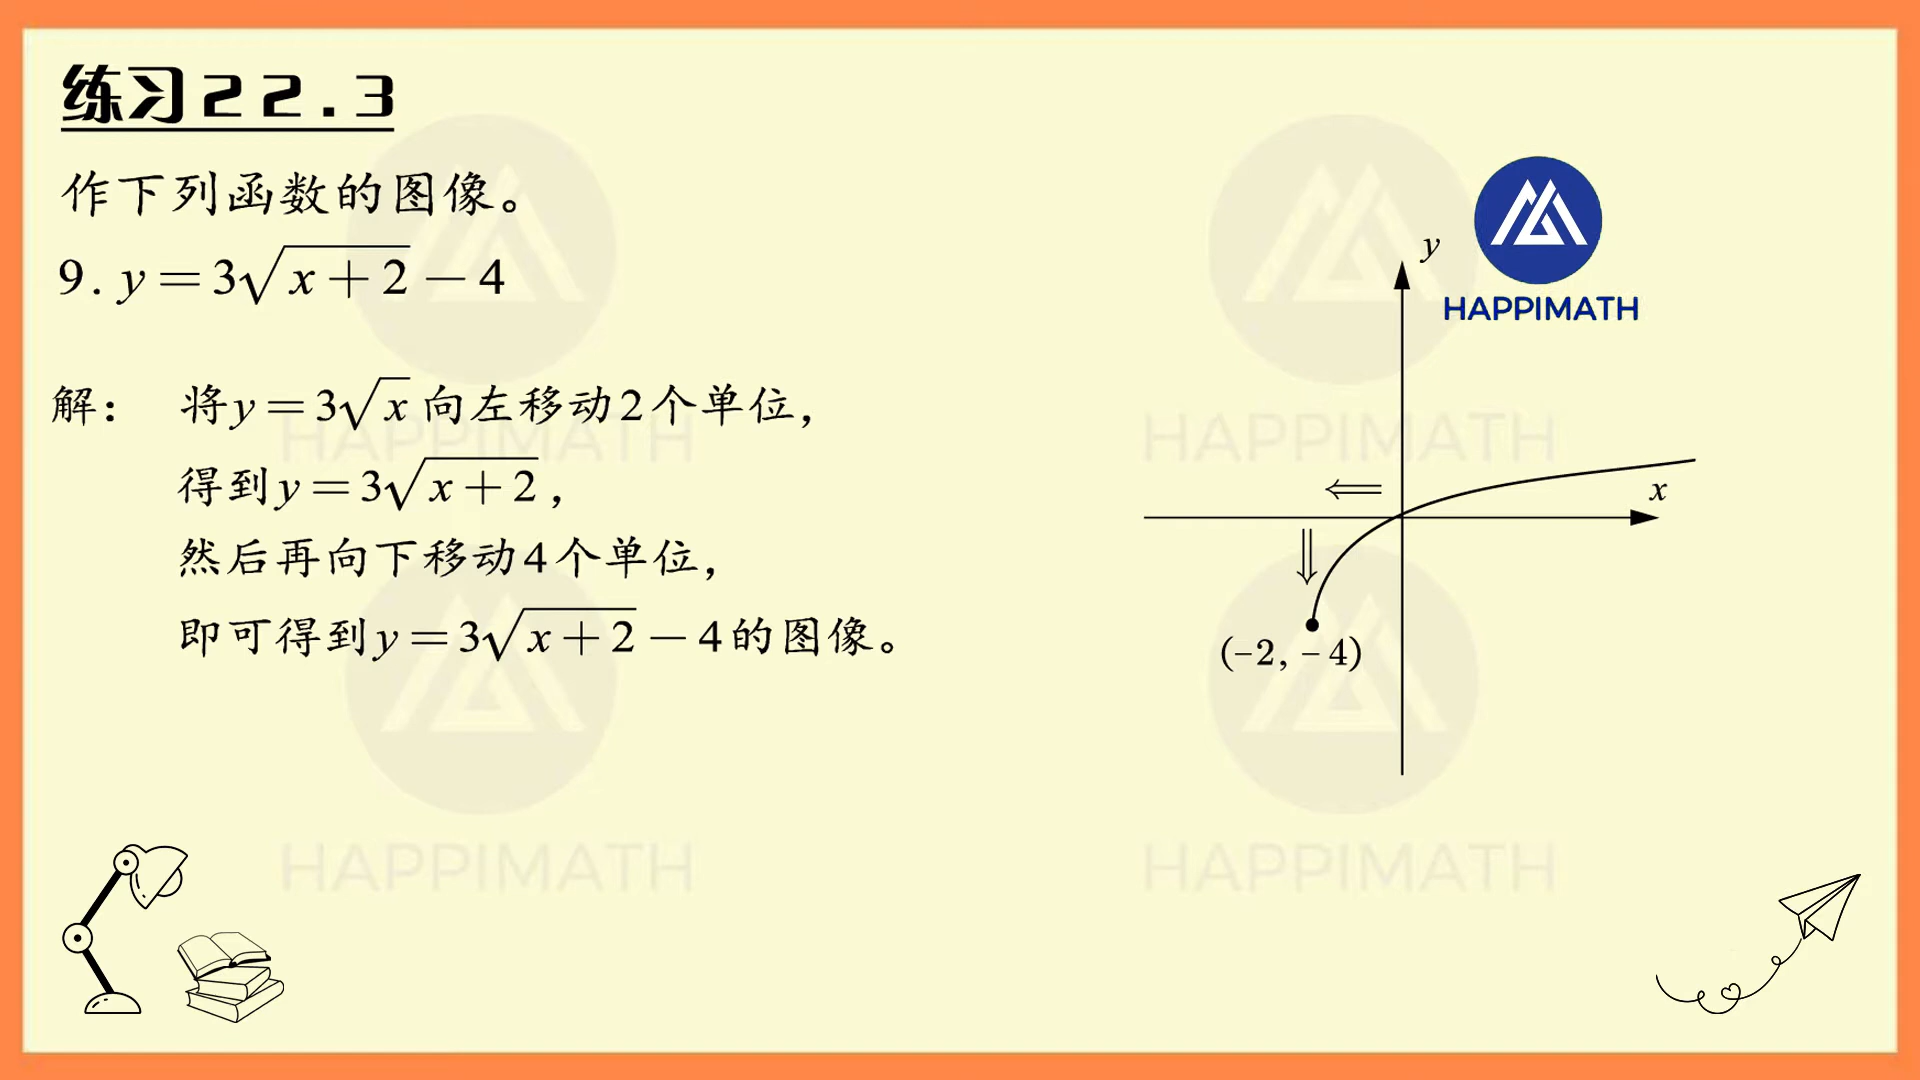 练习22.3
作下列函数的图像。
9. y=3√(x+2)-4
解： 将y=3√x向左移动2个单位，
得到y=3√(x+2)，
然后再向下移动4个单位，
即可得到y=3√(x+2)-4的图像。
y
HAPPIMATH
x
(-2, -4)
HAPPIMATH
HAPPIMATH
HAPPIMATH
HAPPIMATH